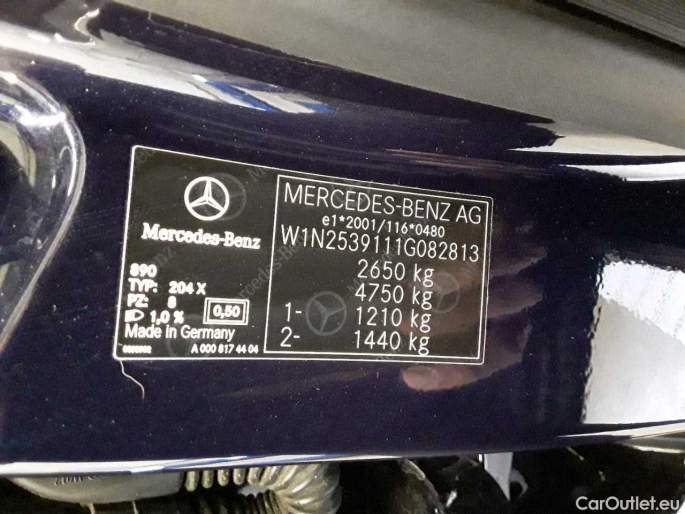 Mercedes-Benz
890
TYP: 204 X
PZ: 8
1,0 %
0,50
Made in Germany
A 000 817 44 04
MERCEDES-BENZ AG
e1*2001/116*0480
W1N2539111G082813
2650 kg
4750 kg
1- 1210 kg
2- 1440 kg
CarOutlet.eu